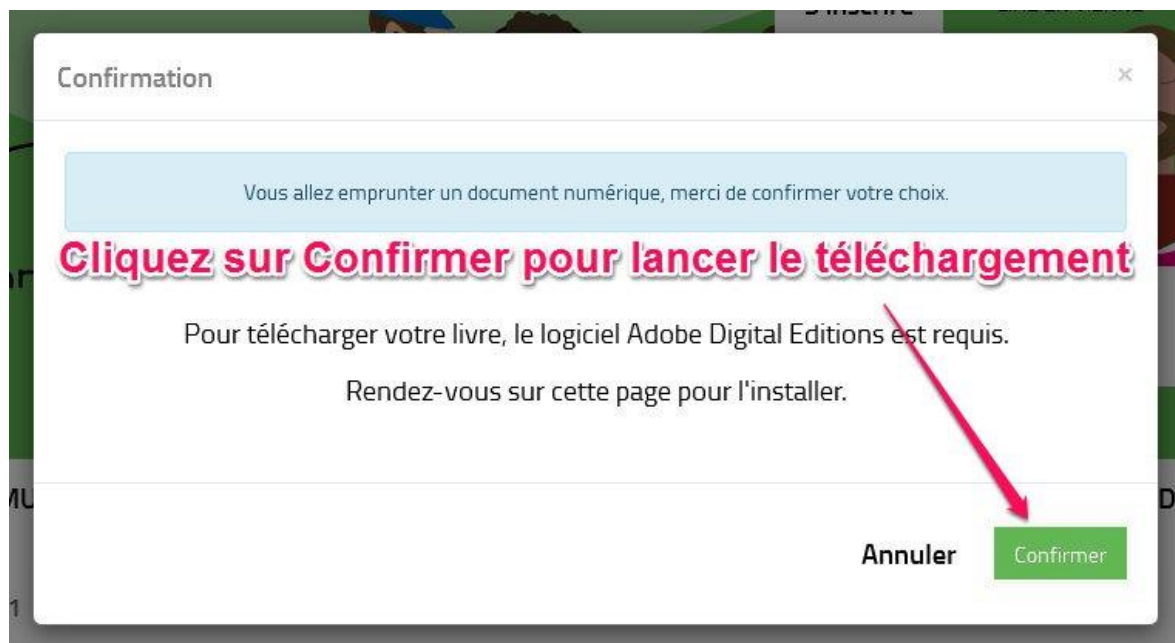 S'inscrire
Confirmation
×
Vous allez emprunter un document numérique, merci de confirmer votre choix.
Cliquez sur Confirmer pour lancer le téléchargement
Pour télécharger votre livre, le logiciel Adobe Digital Editions est requis.
Rendez-vous sur cette page pour l'installer.
Annuler
Confirmer
1